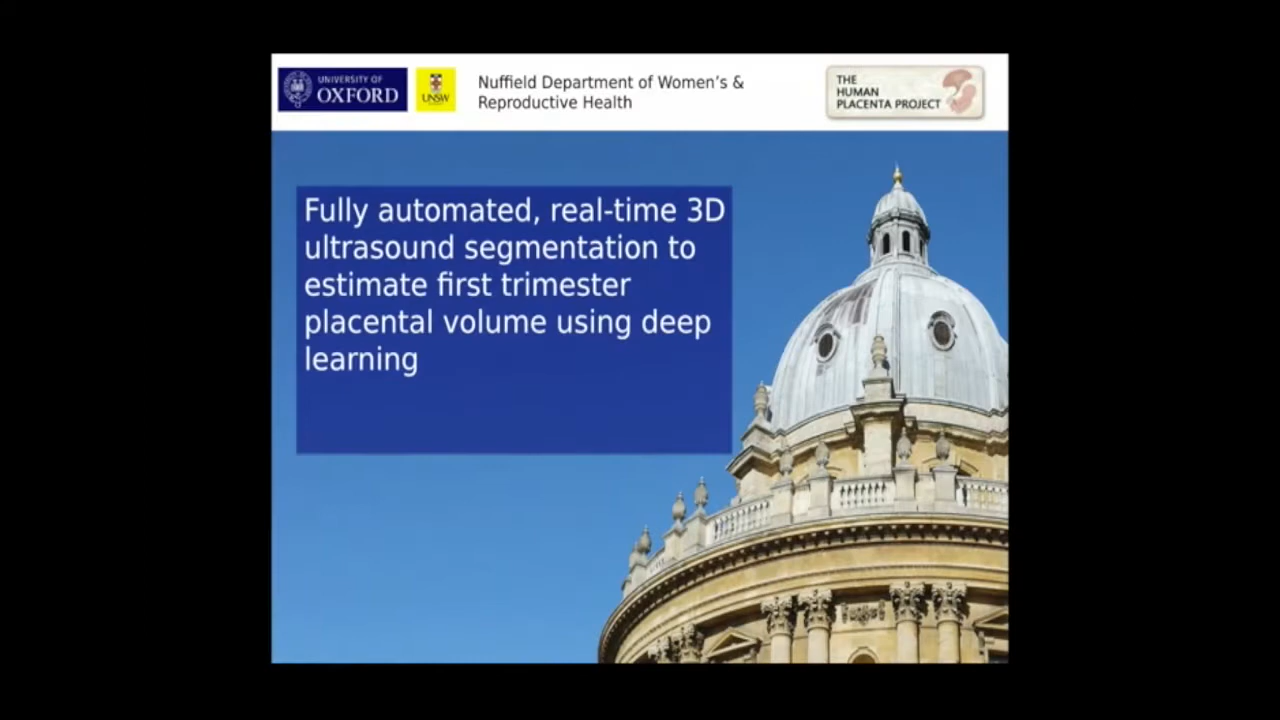 UNIVERSITY OF
OXFORD
UNSW
Nuffield Department of Women's &
Reproductive Health
THE
HUMAN
PLACENTA PROJECT
Fully automated, real-time 3D
ultrasound segmentation to
estimate first trimester
placental volume using deep
learning